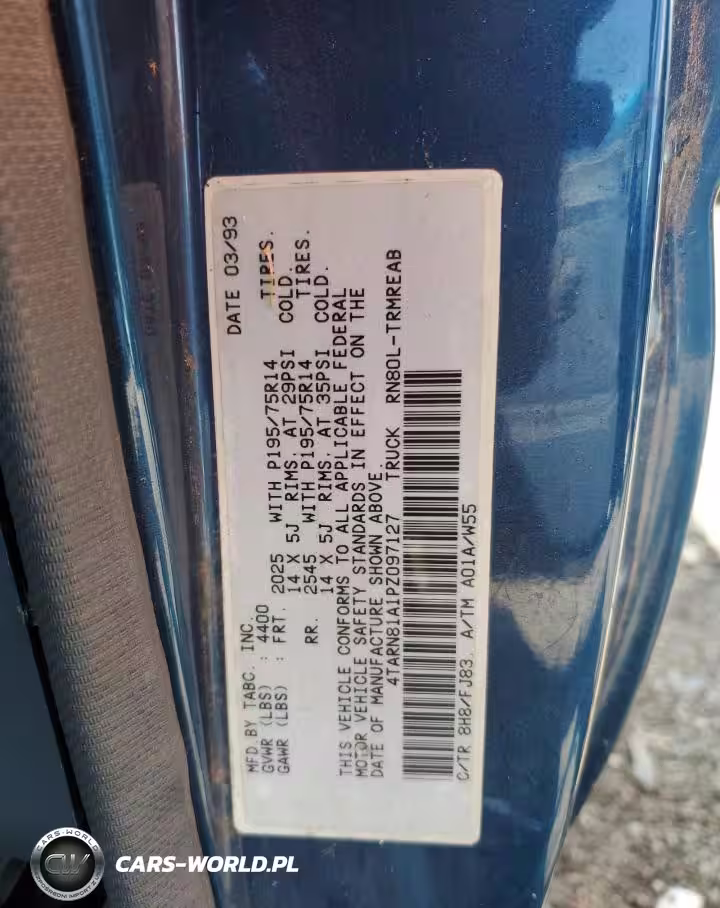 MFD BY TABC, INC. DATE 03/93
GVWR (LBS) : 4400
GAWR (LBS) : FRT. 2025 WITH P195/75R14 TIRES.
14 X 5J RIMS, AT 29PSI COLD.
RR. 2545 WITH P195/75R14 TIRES.
14 X 5J RIMS, AT 35PSI COLD.
THIS VEHICLE CONFORMS TO ALL APPLICABLE FEDERAL
MOTOR VEHICLE SAFETY STANDARDS IN EFFECT ON THE
DATE OF MANUFACTURE SHOWN ABOVE.
4TARN81A1PZ097127 TRUCK RN80L-TRMREAB
C/TR 8H8/FJ83. A/TM A01A/W55
CARS-WORLD
CW
CARS-WORLD.PL